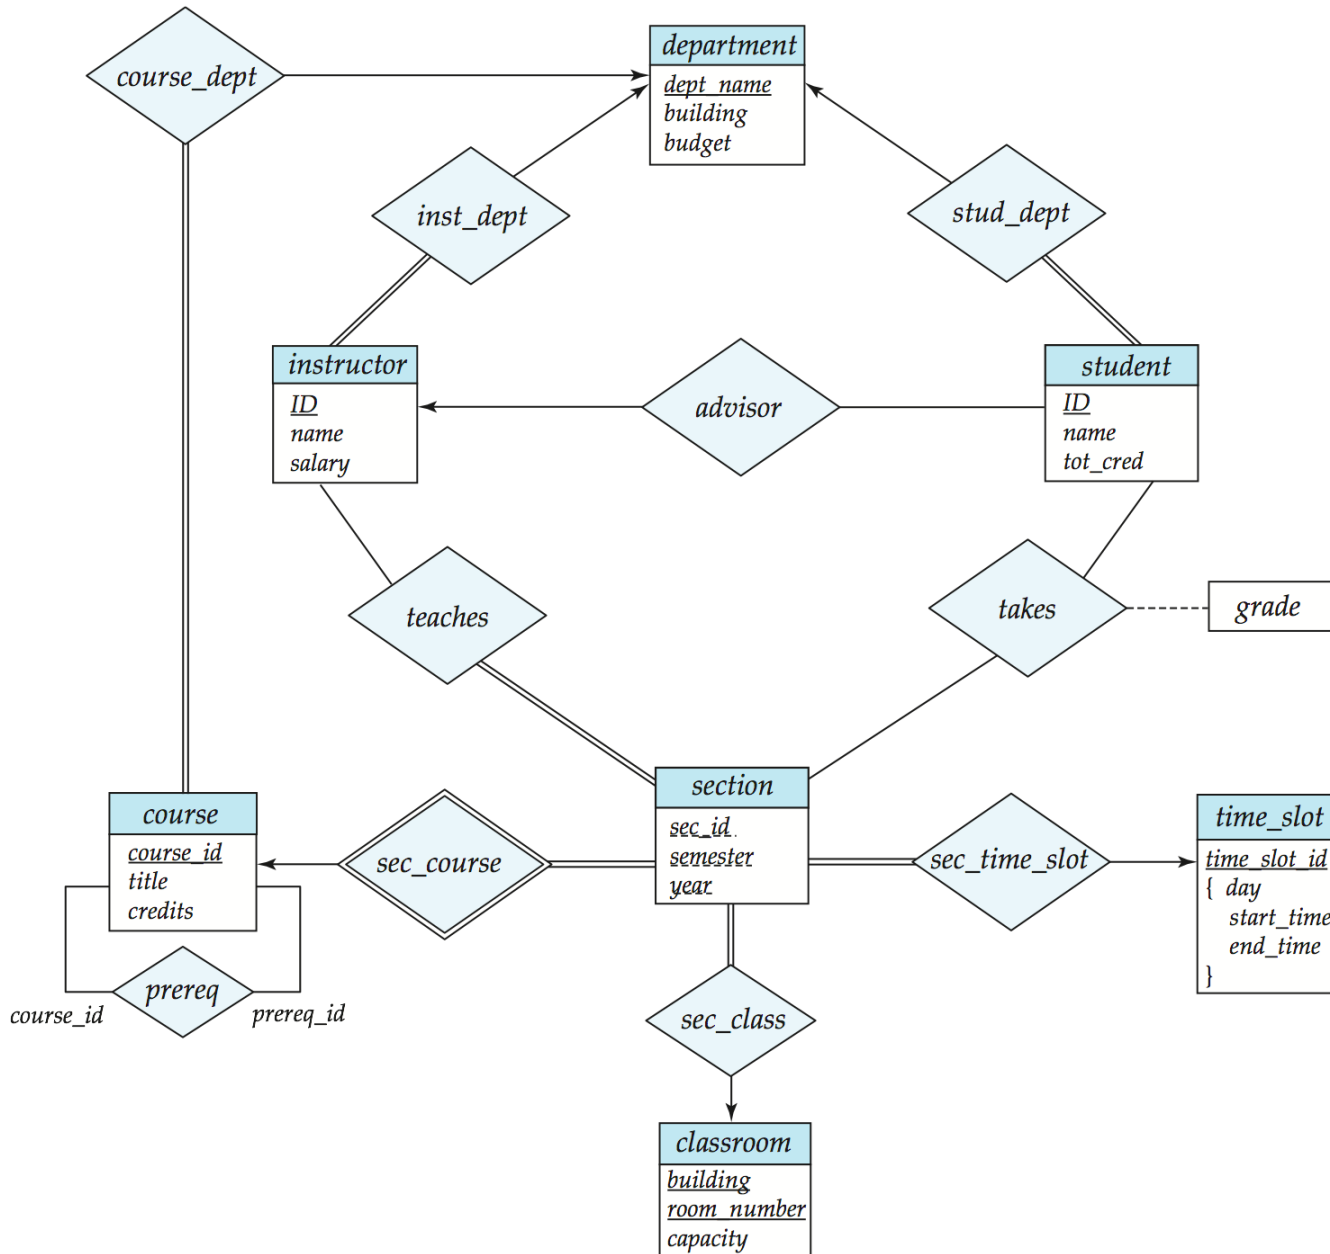 course_dept
department
dept_name
building
budget
inst_dept
stud_dept
instructor
ID
name
salary
advisor
student
ID
name
tot_cred
teaches
takes
grade
section
sec_id
semester
year
course
course_id
title
credits
sec_course
sec_time_slot
time_slot
time_slot_id
{ day
start_time
end_time
}
prereq
course_id
prereq_id
sec_class
classroom
building
room_number
capacity